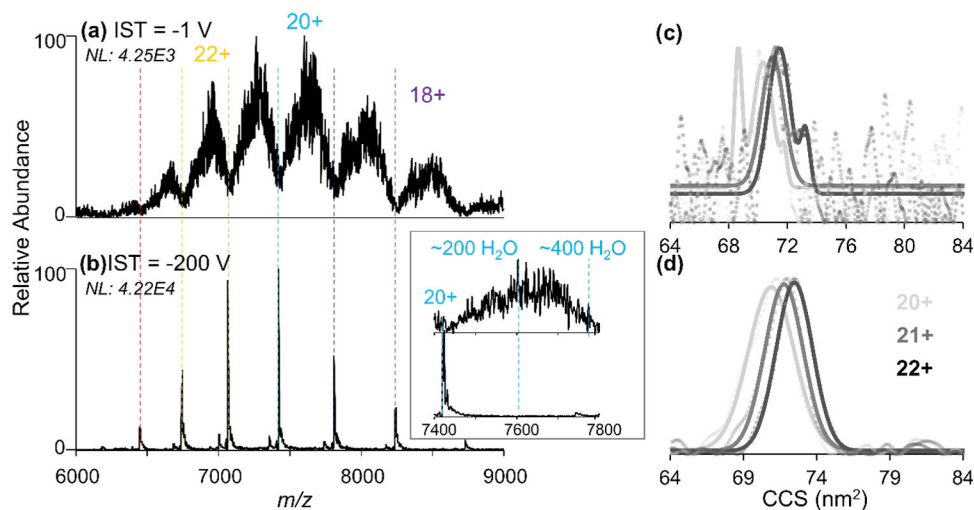 (a) IST = -1 V
NL: 4.25E3
22+
20+
18+
100
0
Relative Abundance
(b) IST = -200 V
NL: 4.22E4
100
0
6000
7000
8000
9000
m/z
~200 H₂O
~400 H₂O
20+
7400
7600
7800
(c)
64
68
72
76
80
84
(d)
20+
21+
22+
64
69
74
79
84
CCS (nm²)